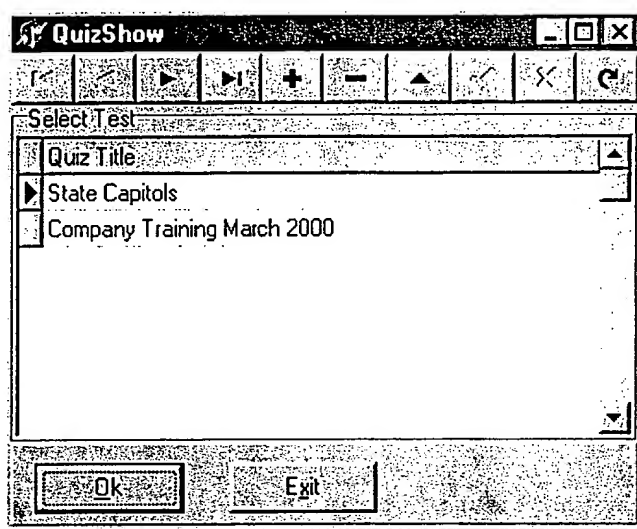 QuizShow
Select Test
Quiz Title
State Capitols
Company Training March 2000
Ok
Exit